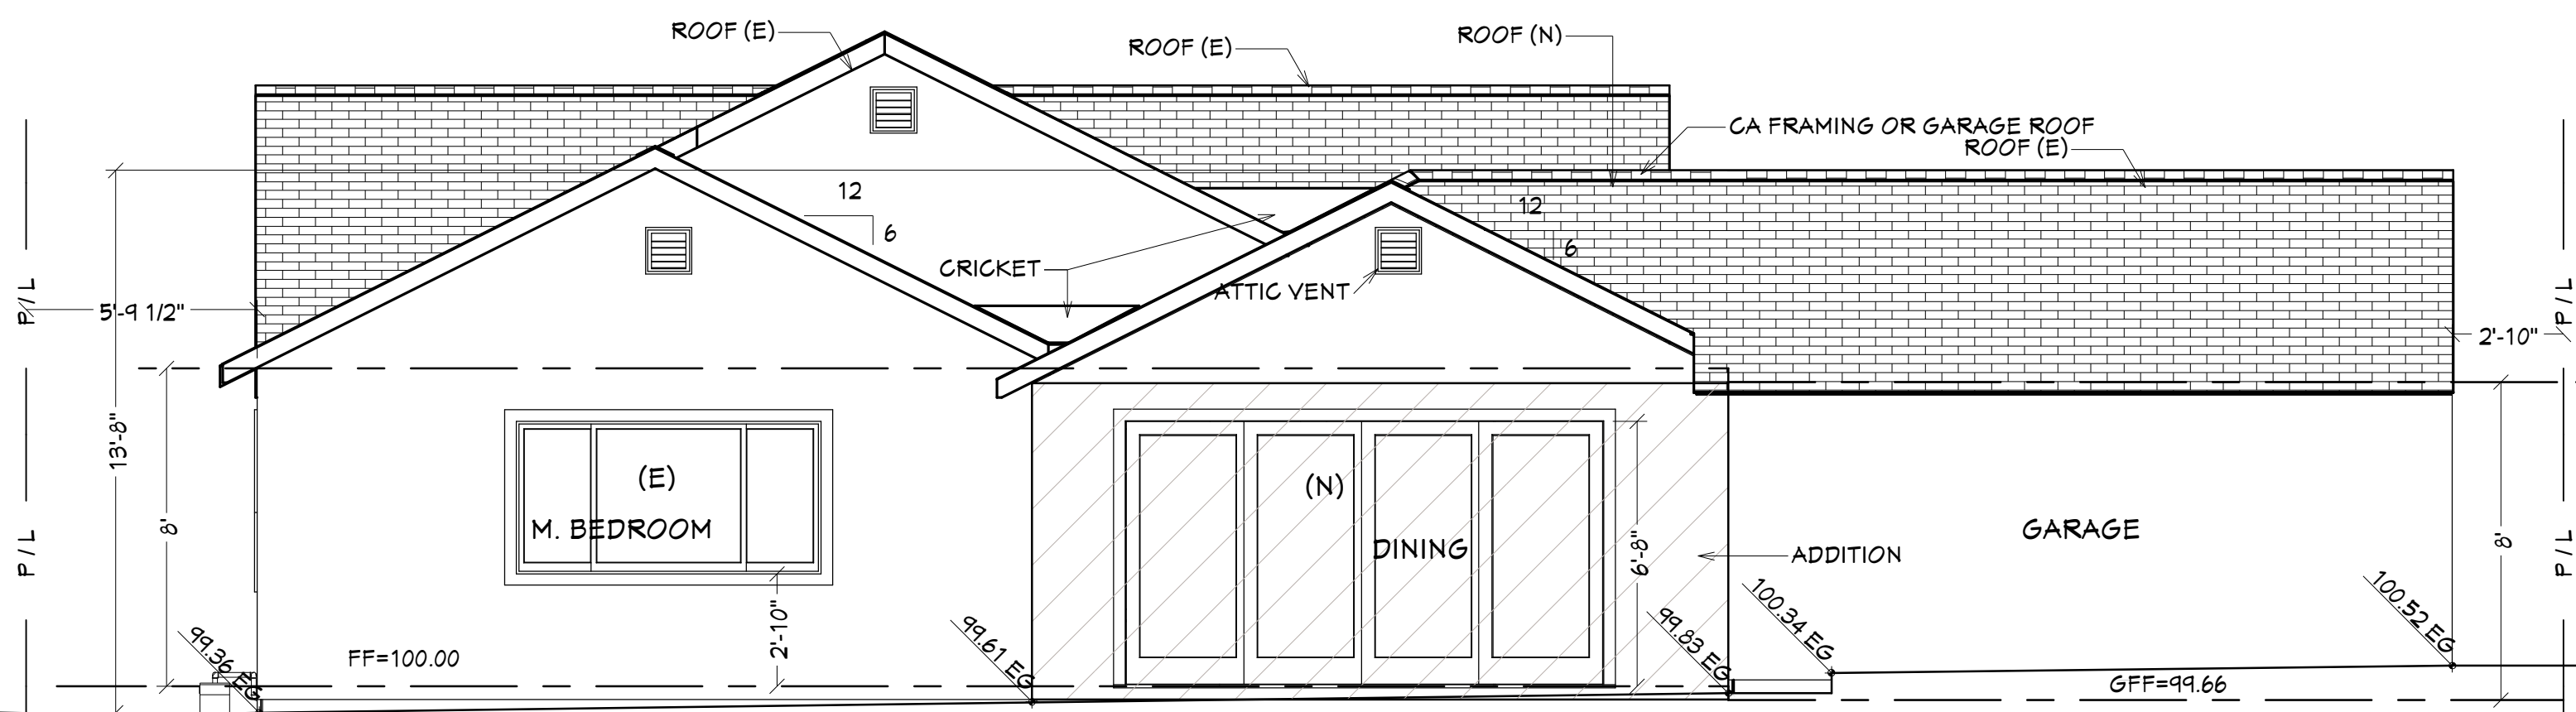 ROOF (E)
ROOF (E)
ROOF (N)
CA FRAMING OR GARAGE ROOF
ROOF (E)
12
6
12
6
CRICKET
ATTIC VENT
P/L
5'-9 1/2"
P/L
2'-10"
13'-8"
8'
(E)
M. BEDROOM
(N)
DINING
6'-8"
ADDITION
GARAGE
8'
P/L
P/L
2'-10"
FF=100.00
99.36 EG
99.61 EG
99.83 EG
100.34 EG
100.52 EG
GFF=99.66